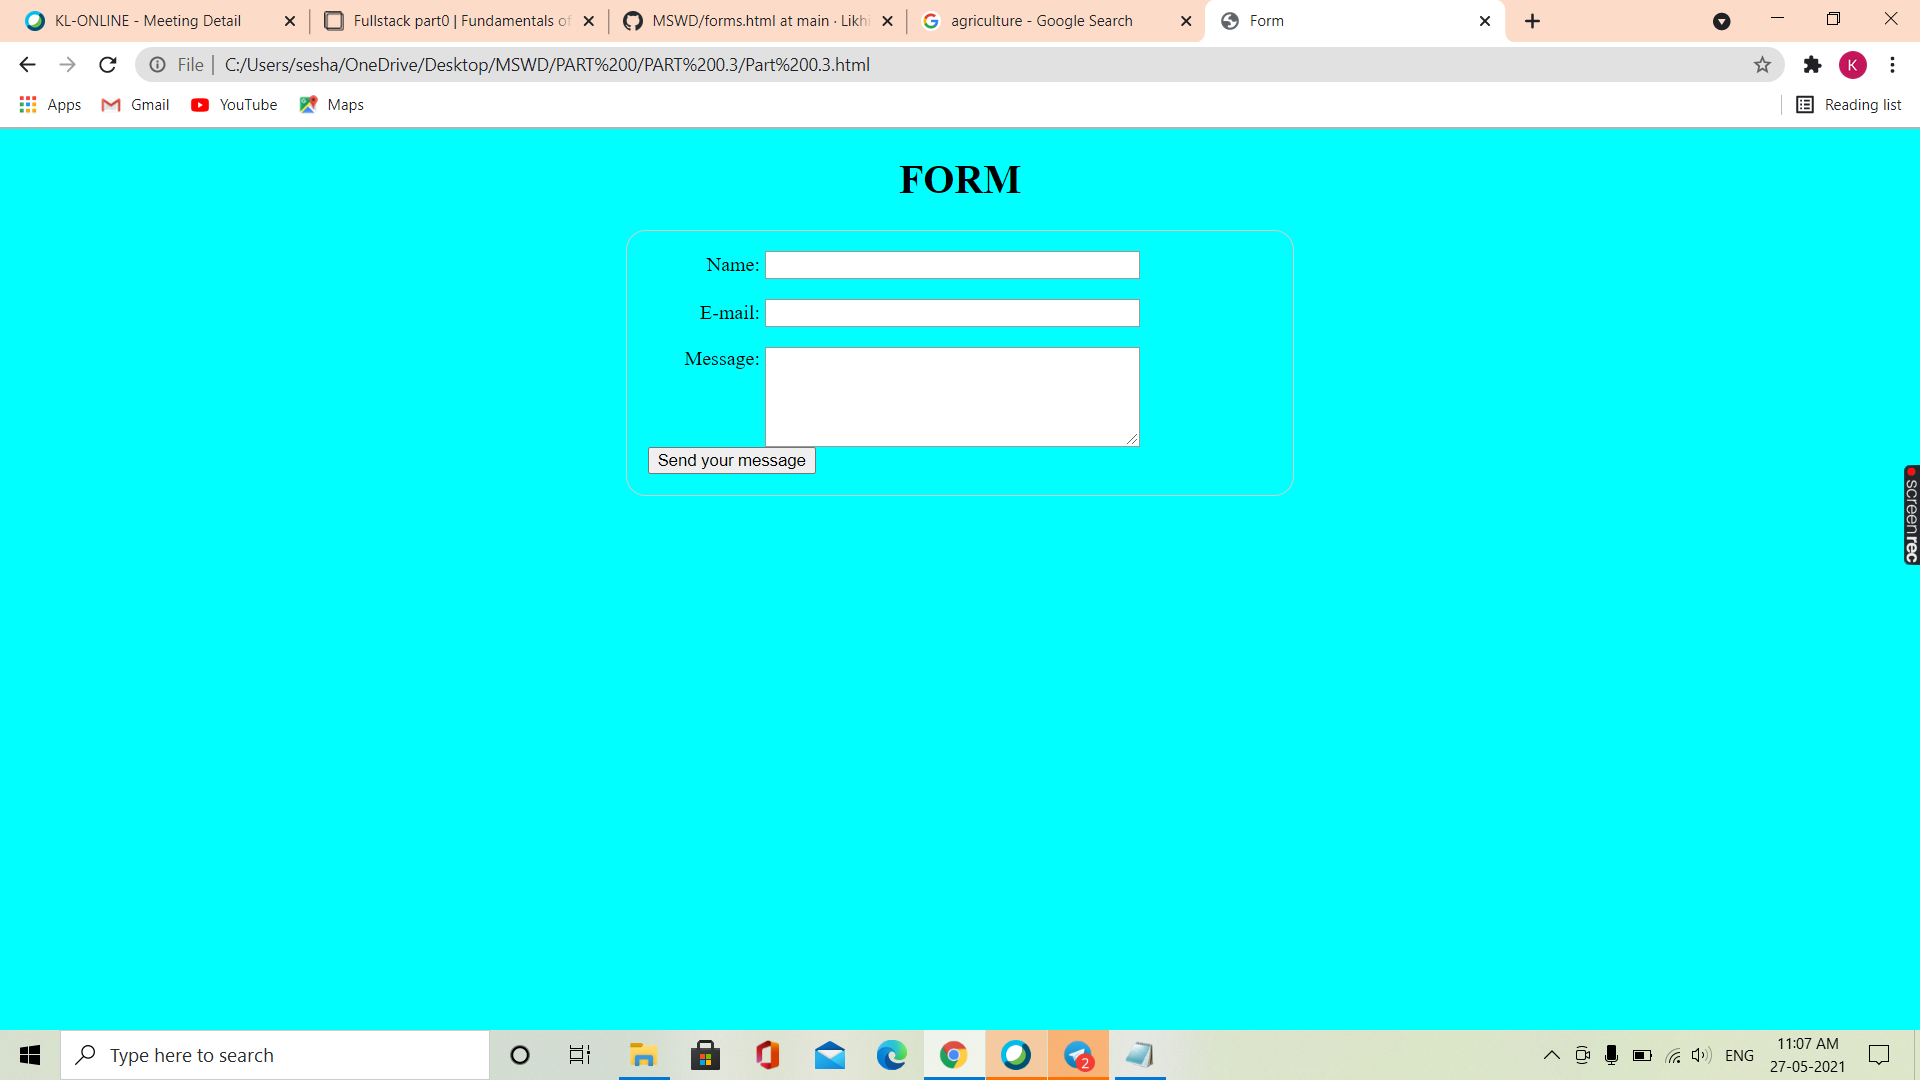 KL-ONLINE - Meeting Detail
Fullstack part0 | Fundamentals of
MSWD/forms.html at main · Likhi
agriculture - Google Search
Form
File | C:/Users/sesha/OneDrive/Desktop/MSWD/PART%200/PART%200.3/Part%200.3.html
K
Apps
Gmail
YouTube
Maps
Reading list
FORM
Name:
E-mail:
Message:
Send your message
screenrec
Type here to search
2
ENG
11:07 AM
27-05-2021